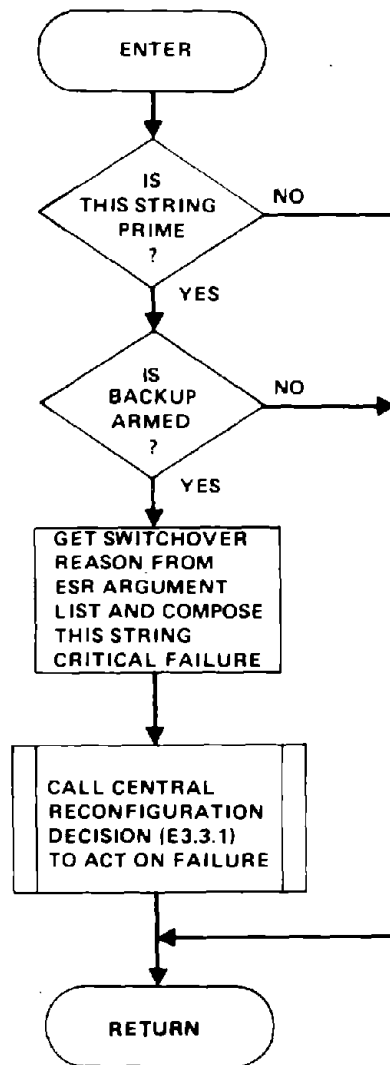 ENTER
IS
THIS STRING
PRIME
?
NO
YES
IS
BACKUP
ARMED
?
NO
YES
GET SWITCHOVER
REASON FROM
ESR ARGUMENT
LIST AND COMPOSE
THIS STRING
CRITICAL FAILURE
CALL CENTRAL
RECONFIGURATION
DECISION (E3.3.1)
TO ACT ON FAILURE
RETURN